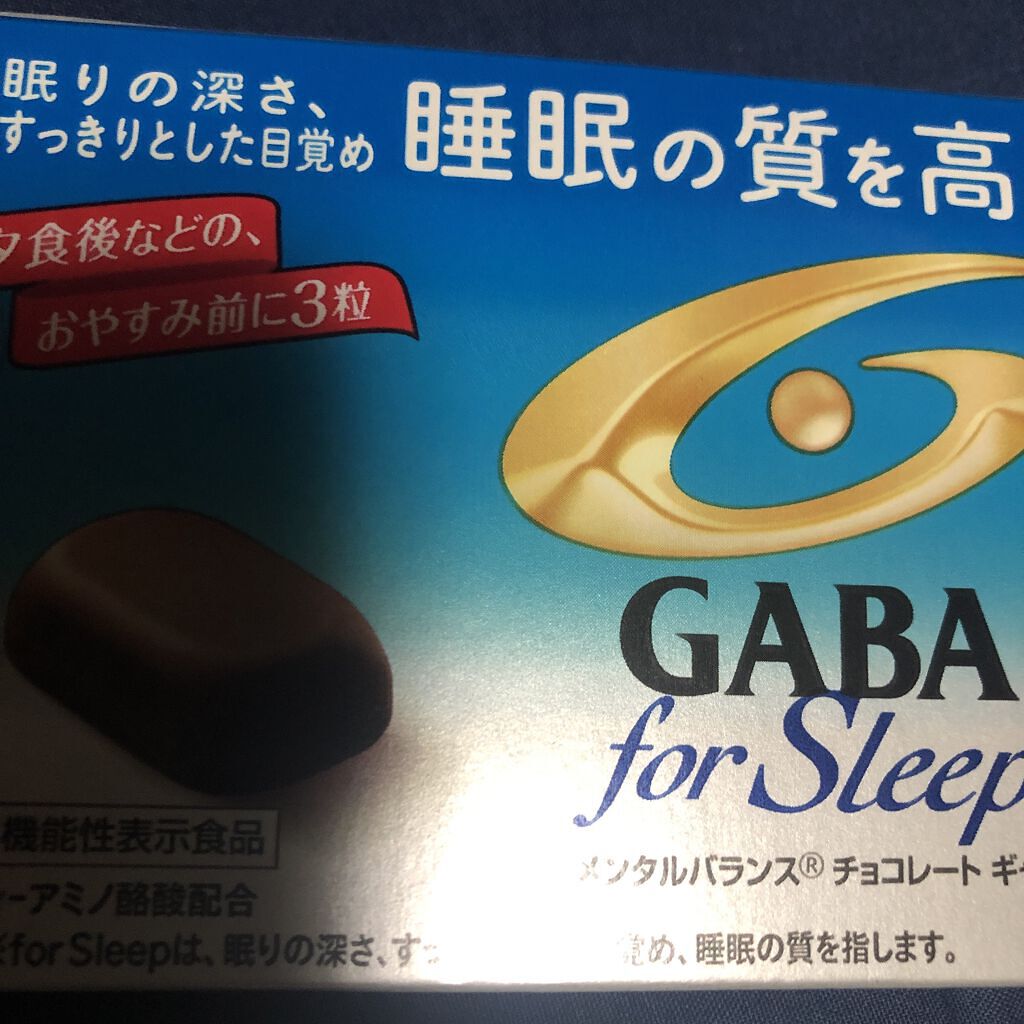 眠りの深さ、
すっきりとした目覚め
睡眠の質を高
夕食後などの、
おやすみ前に3粒
GABA
for Sleep
メンタルバランス® チョコレート ギ
機能性表示食品
-アミノ酪酸配合
※for Sleepは、眠りの深さ、すっ 覚め、睡眠の質を指します。